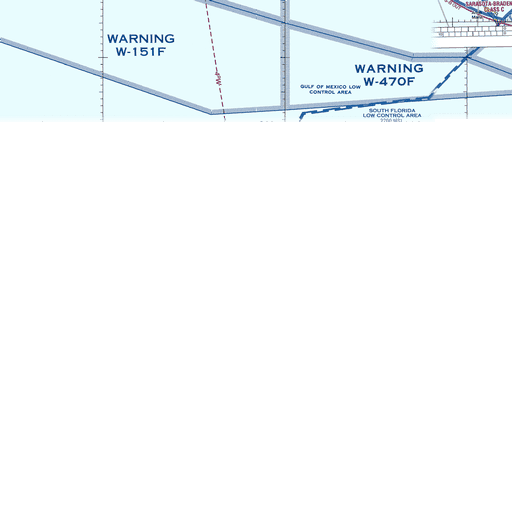 SARASOTA-BRADEN
CLASS C
WARNING
W-151F
WARNING
W-470F
GULF OF MEXICO LOW
CONTROL AREA
SOUTH FLORIDA
LOW CONTROL AREA